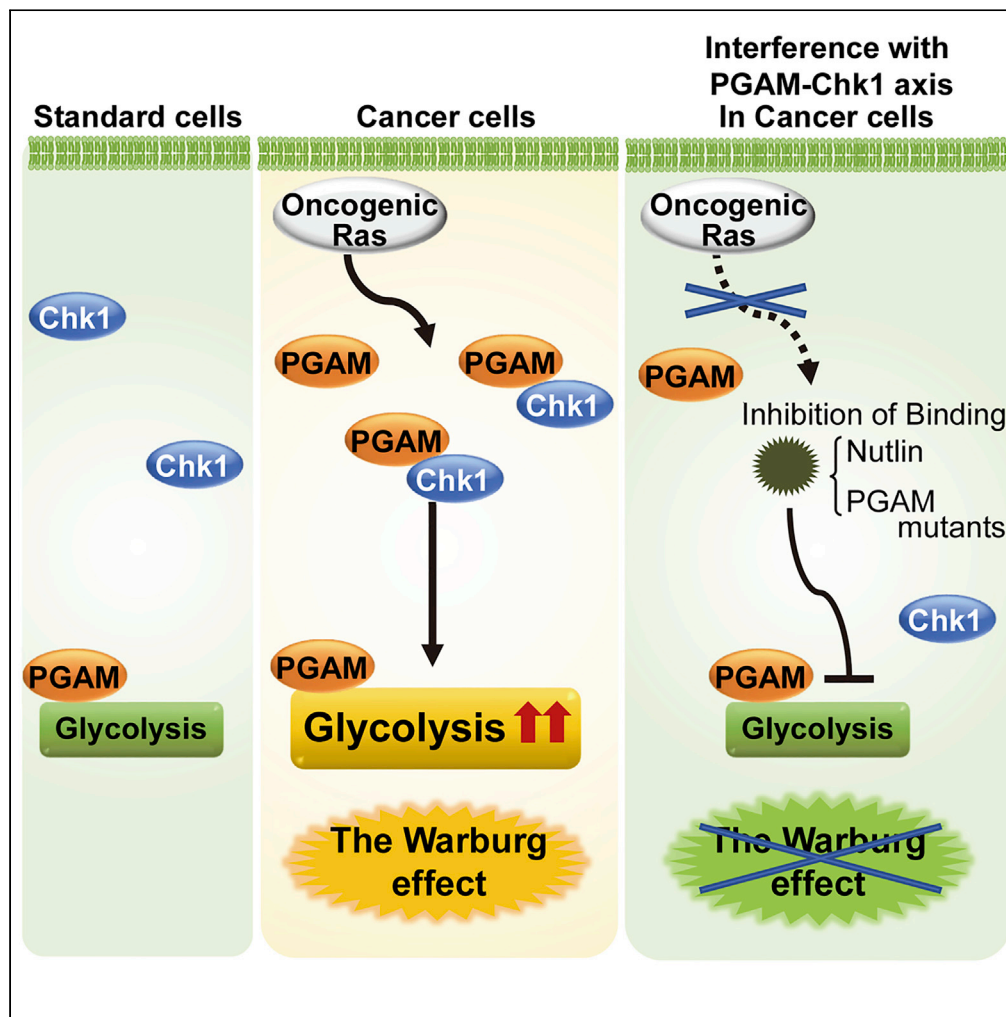 Standard cells
Chk1
Chk1
PGAM
Glycolysis
Cancer cells
Oncogenic
Ras
PGAM
PGAM
Chk1
PGAM
Chk1
PGAM
Glycolysis
The Warburg
effect
Interference with
PGAM-Chk1 axis
In Cancer cells
Oncogenic
Ras
PGAM
Inhibition of Binding
Nutlin
PGAM
mutants
Chk1
PGAM
Glycolysis
The Warburg
effect